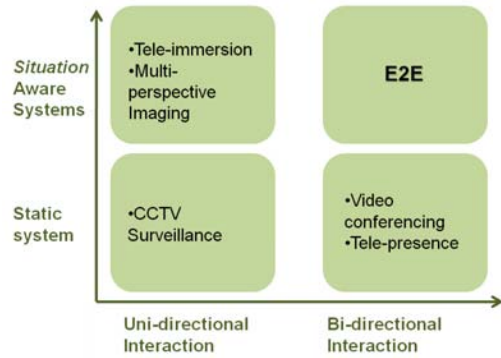 Situation
Aware
Systems
•Tele-immersion
•Multi-
perspective
Imaging
E2E
Static
system
•CCTV
Surveillance
•Video
conferencing
•Tele-presence
Uni-directional
Interaction
Bi-directional
Interaction